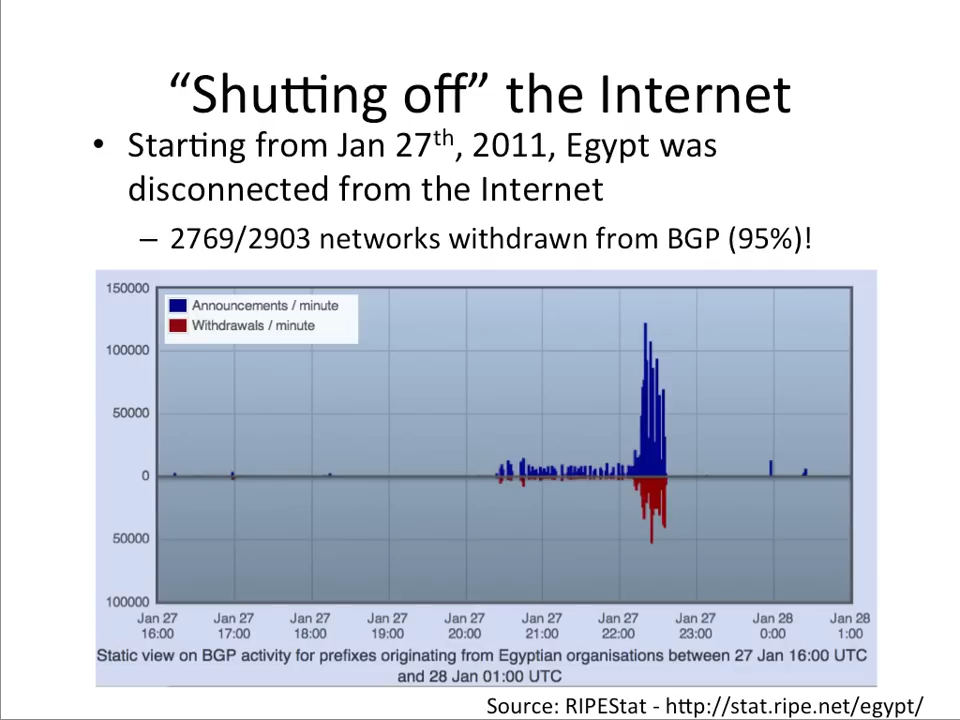 “Shutting off” the Internet
• Starting from Jan 27th, 2011, Egypt was
disconnected from the Internet
– 2769/2903 networks withdrawn from BGP (95%)!
150000
Announcements / minute
Withdrawals / minute
100000
50000
0
50000
100000
Jan 27 Jan 27 Jan 27 Jan 27 Jan 27 Jan 27 Jan 27 Jan 27 Jan 28 Jan 28
16:00 17:00 18:00 19:00 20:00 21:00 22:00 23:00 0:00 1:00
Static view on BGP activity for prefixes originating from Egyptian organisations between 27 Jan 16:00 UTC
and 28 Jan 01:00 UTC
Source: RIPEStat - http://stat.ripe.net/egypt/